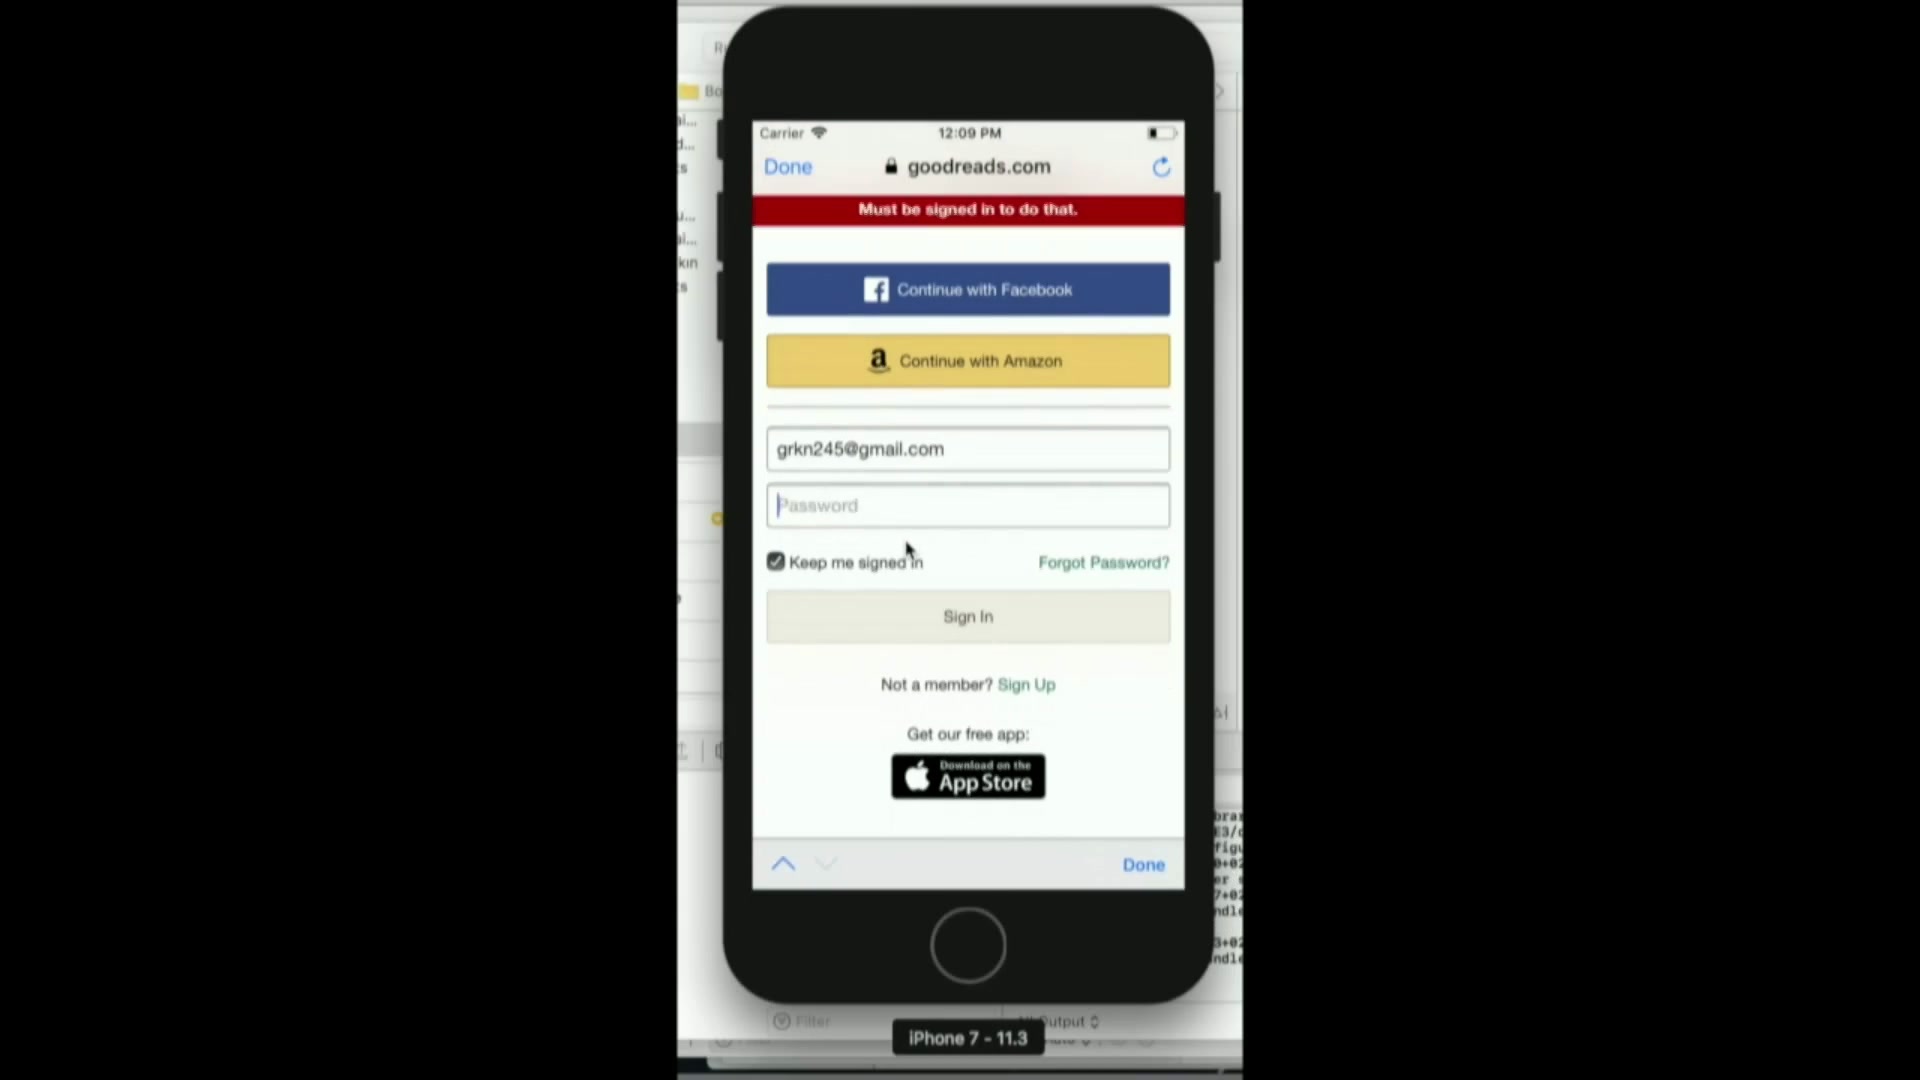 Carrier
12:09 PM
Done
goodreads.com
Must be signed in to do that.
Continue with Facebook
Continue with Amazon
grkn245@gmail.com
Password
Keep me signed in
Forgot Password?
Sign In
Not a member? Sign Up
Get our free app:
Download on the
App Store
Done
Filter
Output
iPhone 7 - 11.3